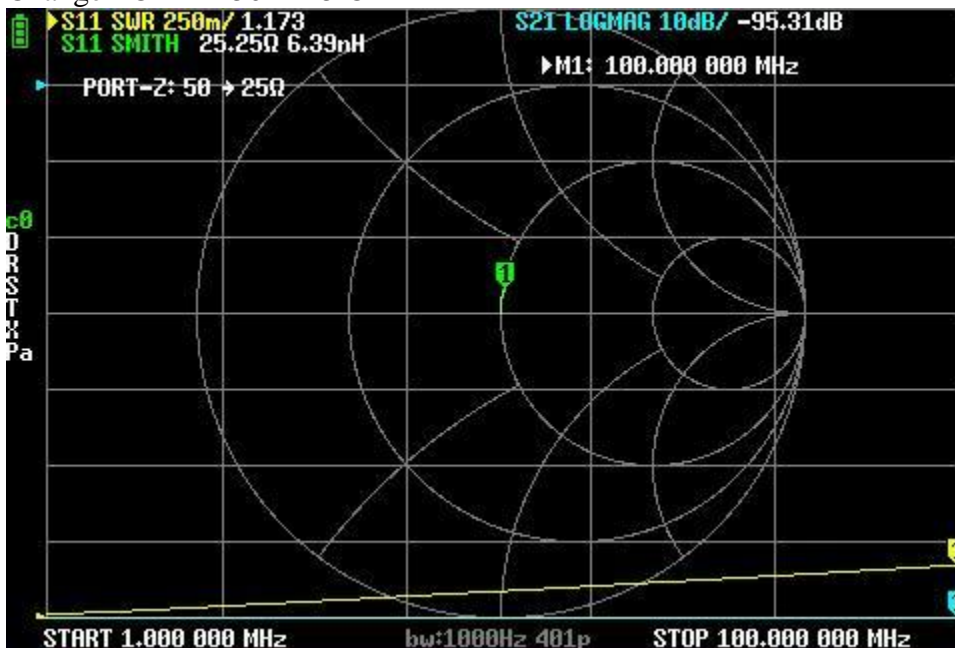 S11 SWR 250m/ 1.173
S21 LOGMAG 10dB/ -95.31dB
S11 SMITH 25.25Ω 6.39nH
M1: 100.000 000 MHz
PORT-Z: 50 → 25Ω
c0
D
R
S
T
X
Pa
1
START 1.000 000 MHz
bw:1000Hz 401p
STOP 100.000 000 MHz